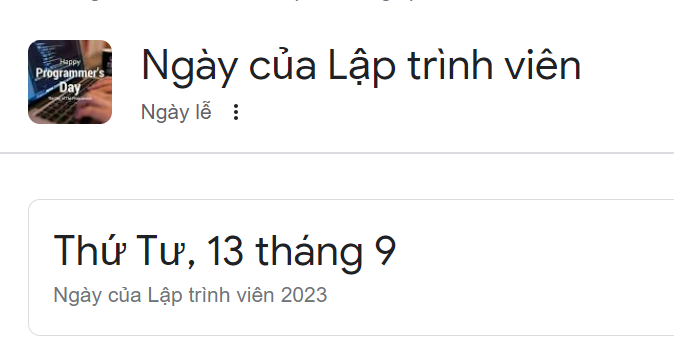 Happy
Programmer's
Day
Ngày của Lập trình viên
Ngày lễ
Thứ Tư, 13 tháng 9
Ngày của Lập trình viên 2023